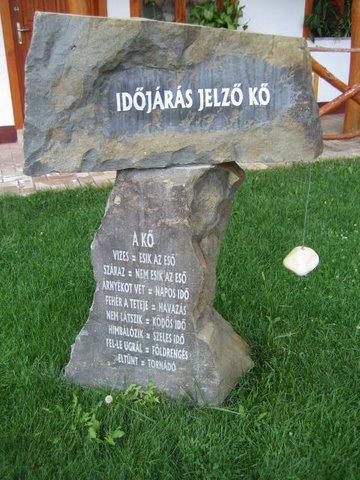 IDŐJÁRÁS JELZŐ KŐ
A KŐ
VIZES = ESIK AZ ESŐ
SZÁRAZ = NEM ESIK AZ ESŐ
ÁRNYÉKOT VET = NAPOS IDŐ
FEHÉR A TETEJE = HAVAZÁS
NEM LÁTSZIK = KÖDÖS IDŐ
HIMBÁLÓZIK = SZELES IDŐ
FEL-LE UGRÁL = FÖLDRENGÉS
ELTŰNT = TORNÁDÓ